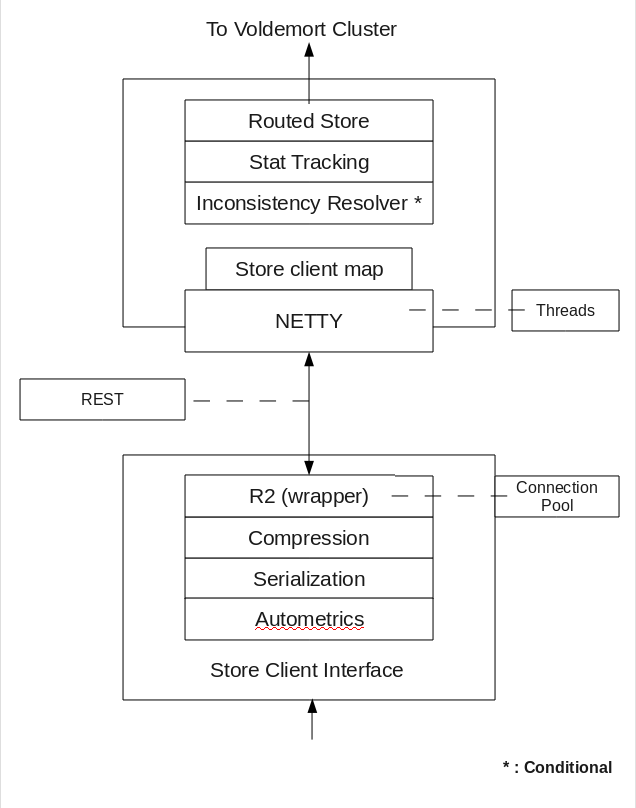 To Voldemort Cluster
Routed Store
Stat Tracking
Inconsistency Resolver *
Store client map
NETTY
Threads
REST
R2 (wrapper)
Connection
Pool
Compression
Serialization
Autometrics
Store Client Interface
* : Conditional